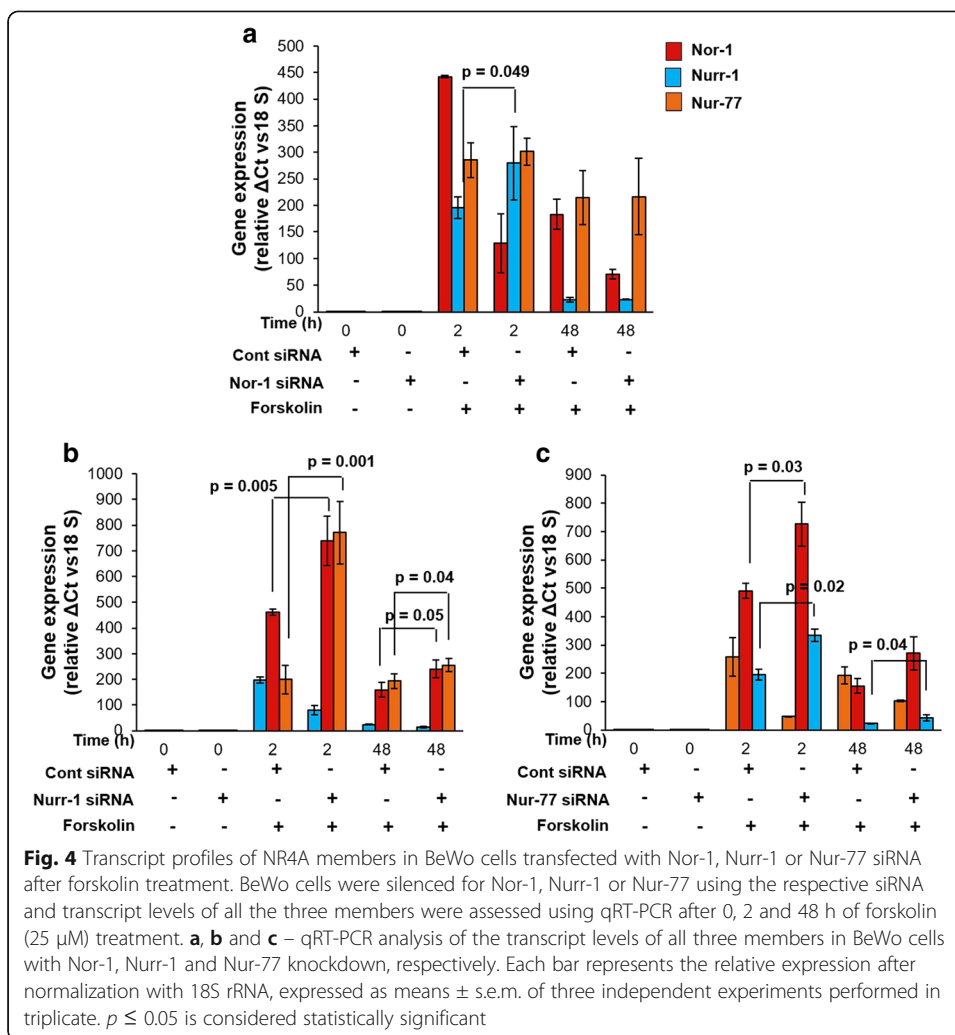 a
Gene expression
(relative ΔCt vs18 S)
500
450
400
350
300
250
200
150
100
50
0
p = 0.049
Nor-1
Nurr-1
Nur-77
Time (h) 0 0 2 2 48 48
Cont siRNA + - + - + -
Nor-1 siRNA - + - + - +
Forskolin - - + + + +
b
Gene expression
(relative ΔCt vs18 S)
1000
900
800
700
600
500
400
300
200
100
0
p = 0.001
p = 0.005
p = 0.04
p = 0.05
Time (h) 0 0 2 2 48 48
Cont siRNA + - + - + -
Nurr-1 siRNA - + - + - +
Forskolin - - + + + +
c
Gene expression
(relative ΔCt vs18 S)
900
800
700
600
500
400
300
200
100
0
p = 0.03
p = 0.02
p = 0.04
Time (h) 0 0 2 2 48 48
Cont siRNA + - + - + -
Nur-77 siRNA - + - + - +
Forskolin - - + + + +
Fig. 4 Transcript profiles of NR4A members in BeWo cells transfected with Nor-1, Nurr-1 or Nur-77 siRNA
after forskolin treatment. BeWo cells were silenced for Nor-1, Nurr-1 or Nur-77 using the respective siRNA
and transcript levels of all the three members were assessed using qRT-PCR after 0, 2 and 48 h of forskolin
(25 μM) treatment. a, b and c – qRT-PCR analysis of the transcript levels of all three members in BeWo cells
with Nor-1, Nurr-1 and Nur-77 knockdown, respectively. Each bar represents the relative expression after
normalization with 18S rRNA, expressed as means ± s.e.m. of three independent experiments performed in
triplicate. p ≤ 0.05 is considered statistically significant